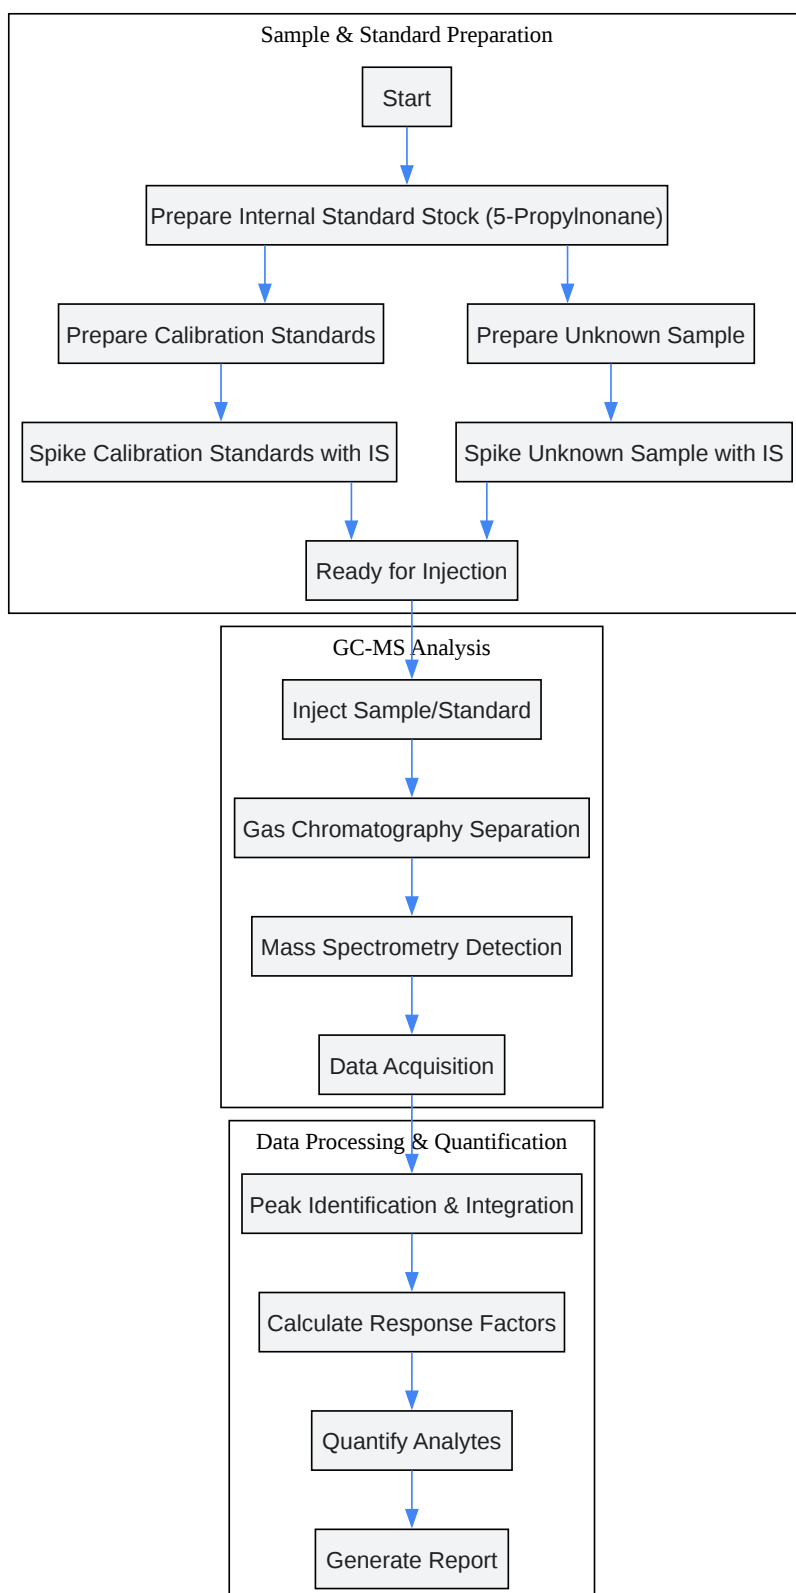 Sample & Standard Preparation
Start
Prepare Internal Standard Stock (5-Propylnonane)
Prepare Calibration Standards
Prepare Unknown Sample
Spike Calibration Standards with IS
Spike Unknown Sample with IS
Ready for Injection
GC-MS Analysis
Inject Sample/Standard
Gas Chromatography Separation
Mass Spectrometry Detection
Data Acquisition
Data Processing & Quantification
Peak Identification & Integration
Calculate Response Factors
Quantify Analytes
Generate Report